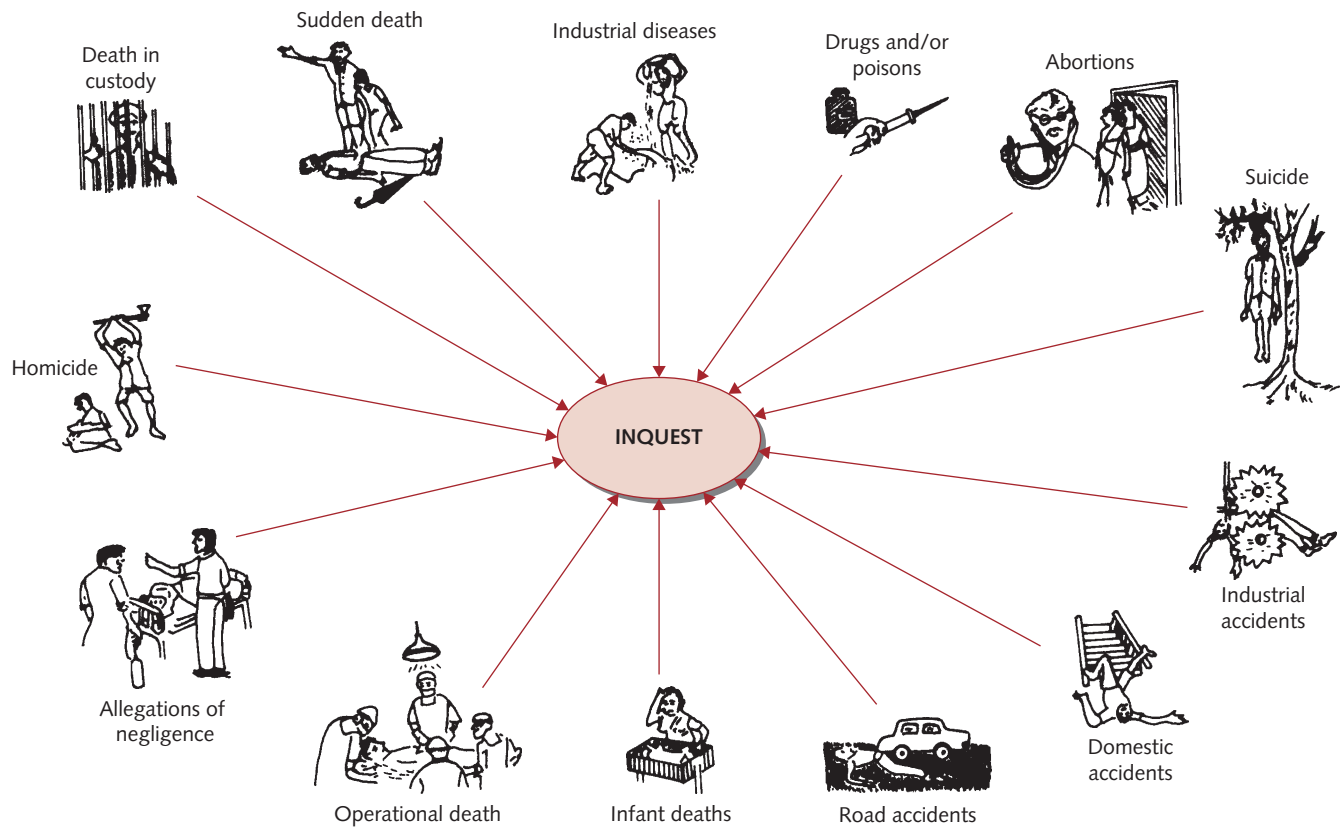 Death in
custody
Sudden death
Industrial diseases
Drugs and/or
poisons
Abortions
Suicide
Homicide
INQUEST
Industrial
accidents
Allegations of
negligence
Domestic
accidents
Operational death
Infant deaths
Road accidents